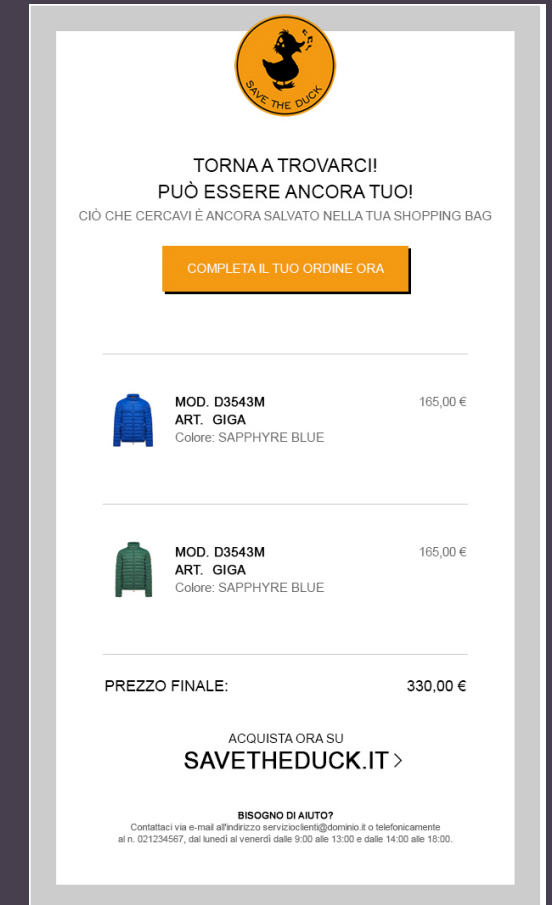 SAVE THE DUCK
TORNA A TROVARCI!
PUÒ ESSERE ANCORA TUO!
CIÒ CHE CERCAVI È ANCORA SALVATO NELLA TUA SHOPPING BAG
COMPLETA IL TUO ORDINE ORA
MOD. D3543M 165,00 €
ART. GIGA
Colore: SAPPHYRE BLUE
MOD. D3543M 165,00 €
ART. GIGA
Colore: SAPPHYRE BLUE
PREZZO FINALE: 330,00 €
ACQUISTA ORA SU
SAVETHEDUCK.IT >
BISOGNO DI AIUTO?
Contattaci via e-mail all'indirizzo servizioclienti@dominio.it o telefonicamente
al n. 021234567, dal lunedì al venerdì dalle 9:00 alle 13:00 e dalle 14:00 alle 18:00.